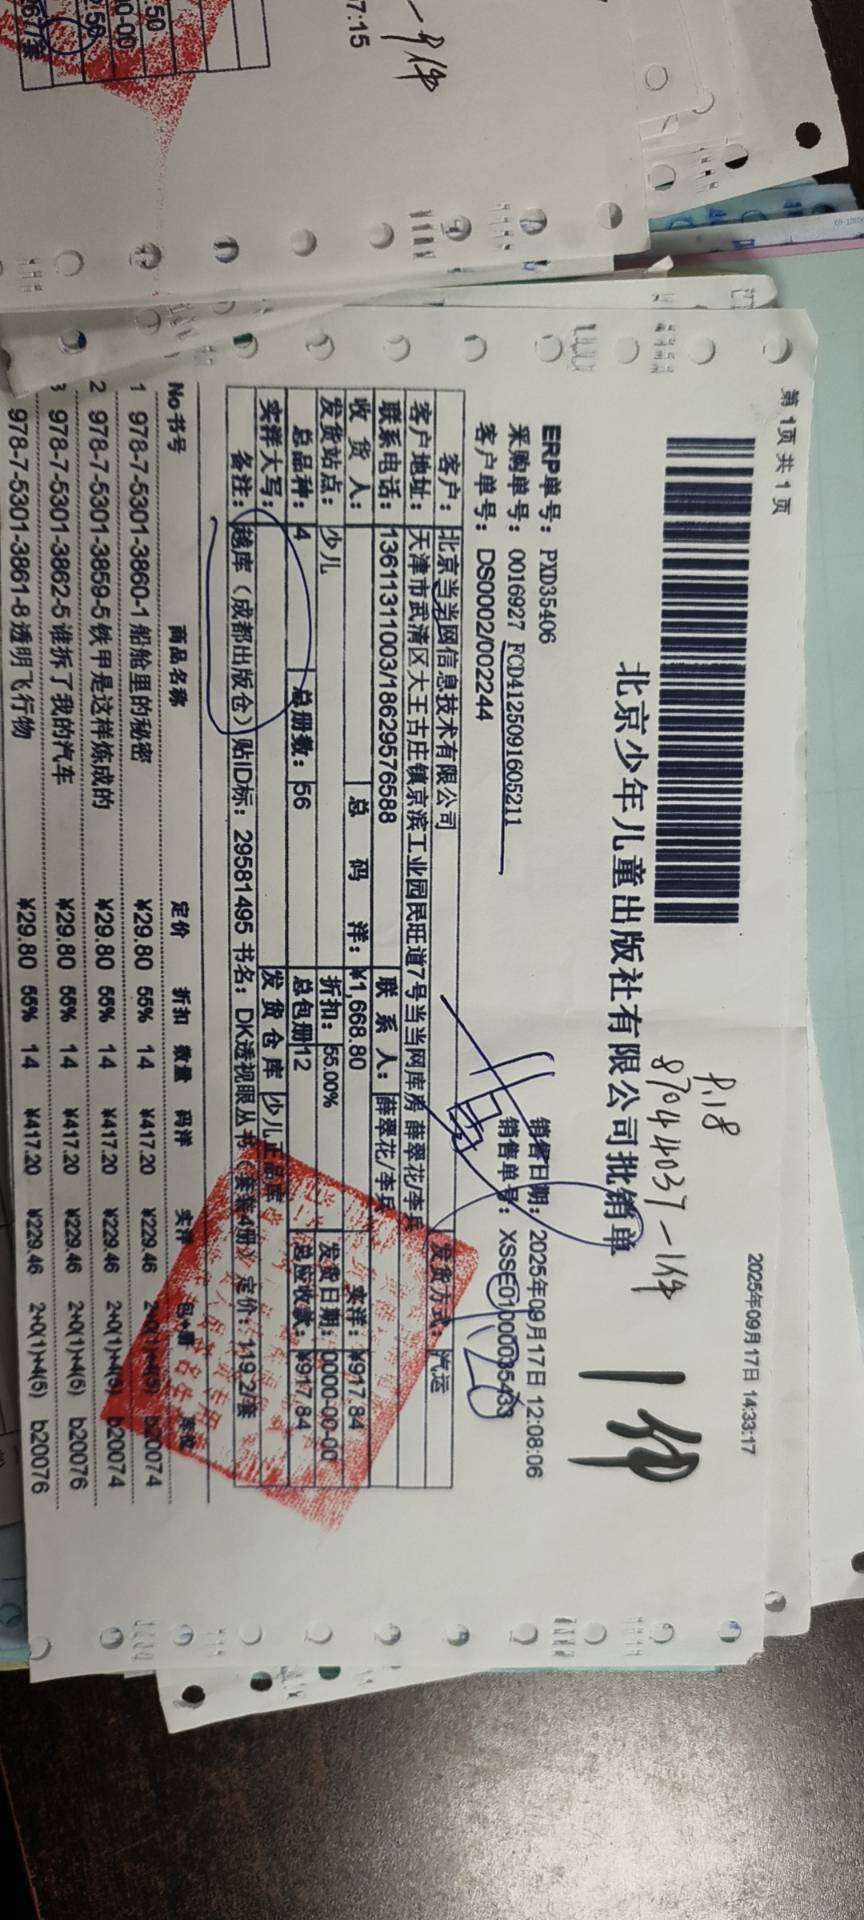 第 1页 共 1 页
2025年09月17日 14:33:17
北京少年儿童出版社有限公司批销单
9.18
87044037-1件
1件
ERP单号: PXD35406
销售日期: 2025年09月17日 12:08:06
采购单号: 0016927 FCD4125091605211
销售单号: XSSE0100003543
客户单号: DS0002/002244
客户: 北京当当网信息技术有限公司
发货方式: 汽运
客户地址: 天津市武清区大王古庄镇京滨工业园民旺道7号当当网库房 薛翠花/李兵
联系电话: 13611311003/18629576588
联 系 人: 薛翠花/李兵
收 货 人:
总 码 洋: ¥1,668.80
实洋: ¥917.84
发货站点: 少儿
折扣: 55.00%
发货日期: 0000-00-00
总品种: 4
总册数: 56
总包册 12
总应收款: ¥917.84
实洋大写:
发货仓库 少儿正品库
备注: 越库（成都出版仓）贴ID标: 29581495 书名: DK透视眼丛书（套装4册）定价: 119.2/套
No 书号 商品名称 定价 折扣 数量 码洋 实洋 包+册 库位
1 978-7-5301-3860-1 船舱里的秘密 ¥29.80 55% 14 ¥417.20 ¥229.46 2+0(1)+4(5) b20074
2 978-7-5301-3859-5 铁甲是这样炼成的 ¥29.80 55% 14 ¥417.20 ¥229.46 2+0(1)+4(5) b20074
3 978-7-5301-3862-5 谁拆了我的汽车 ¥29.80 55% 14 ¥417.20 ¥229.46 2+0(1)+4(5) b20076
978-7-5301-3861-8 透明飞行物 ¥29.80 55% 14 ¥417.20 ¥229.46 2+0(1)+4(5) b20076
7:15
-9件
.50
0-00